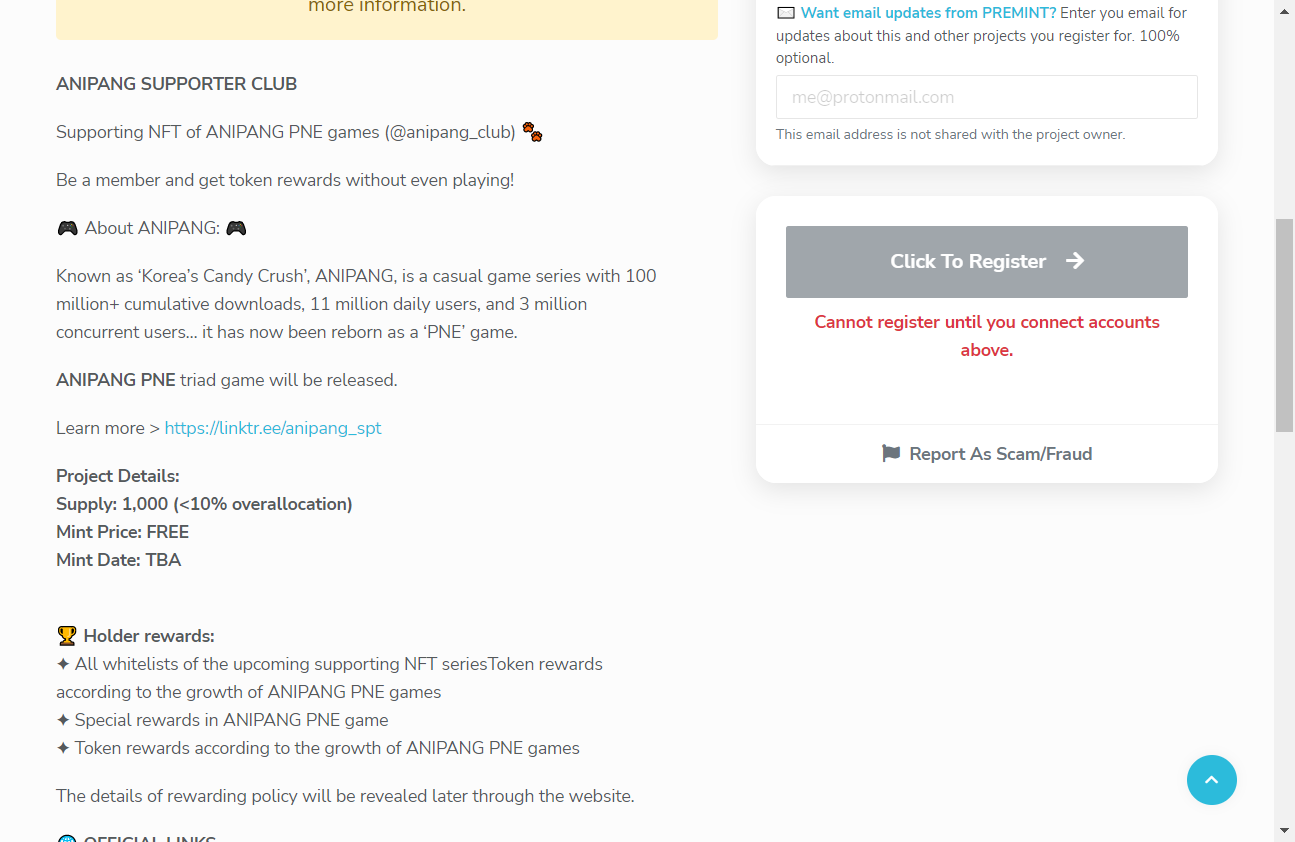 more information.
ANIPANG SUPPORTER CLUB
Supporting NFT of ANIPANG PNE games (@anipang_club) 🐾
Be a member and get token rewards without even playing!
🎮 About ANIPANG: 🎮
Known as ‘Korea’s Candy Crush’, ANIPANG, is a casual game series with 100
million+ cumulative downloads, 11 million daily users, and 3 million
concurrent users... it has now been reborn as a ‘PNE’ game.
ANIPANG PNE triad game will be released.
Learn more > https://linktr.ee/anipang_spt
Project Details:
Supply: 1,000 (<10% overallocation)
Mint Price: FREE
Mint Date: TBA
🏆 Holder rewards:
✦ All whitelists of the upcoming supporting NFT seriesToken rewards
according to the growth of ANIPANG PNE games
✦ Special rewards in ANIPANG PNE game
✦ Token rewards according to the growth of ANIPANG PNE games
The details of rewarding policy will be revealed later through the website.
🌐 OFFICIAL LINKS
✉️ Want email updates from PREMINT? Enter you email for
updates about this and other projects you register for. 100%
optional.
me@protonmail.com
This email address is not shared with the project owner.
Click To Register →
Cannot register until you connect accounts
above.
Report As Scam/Fraud